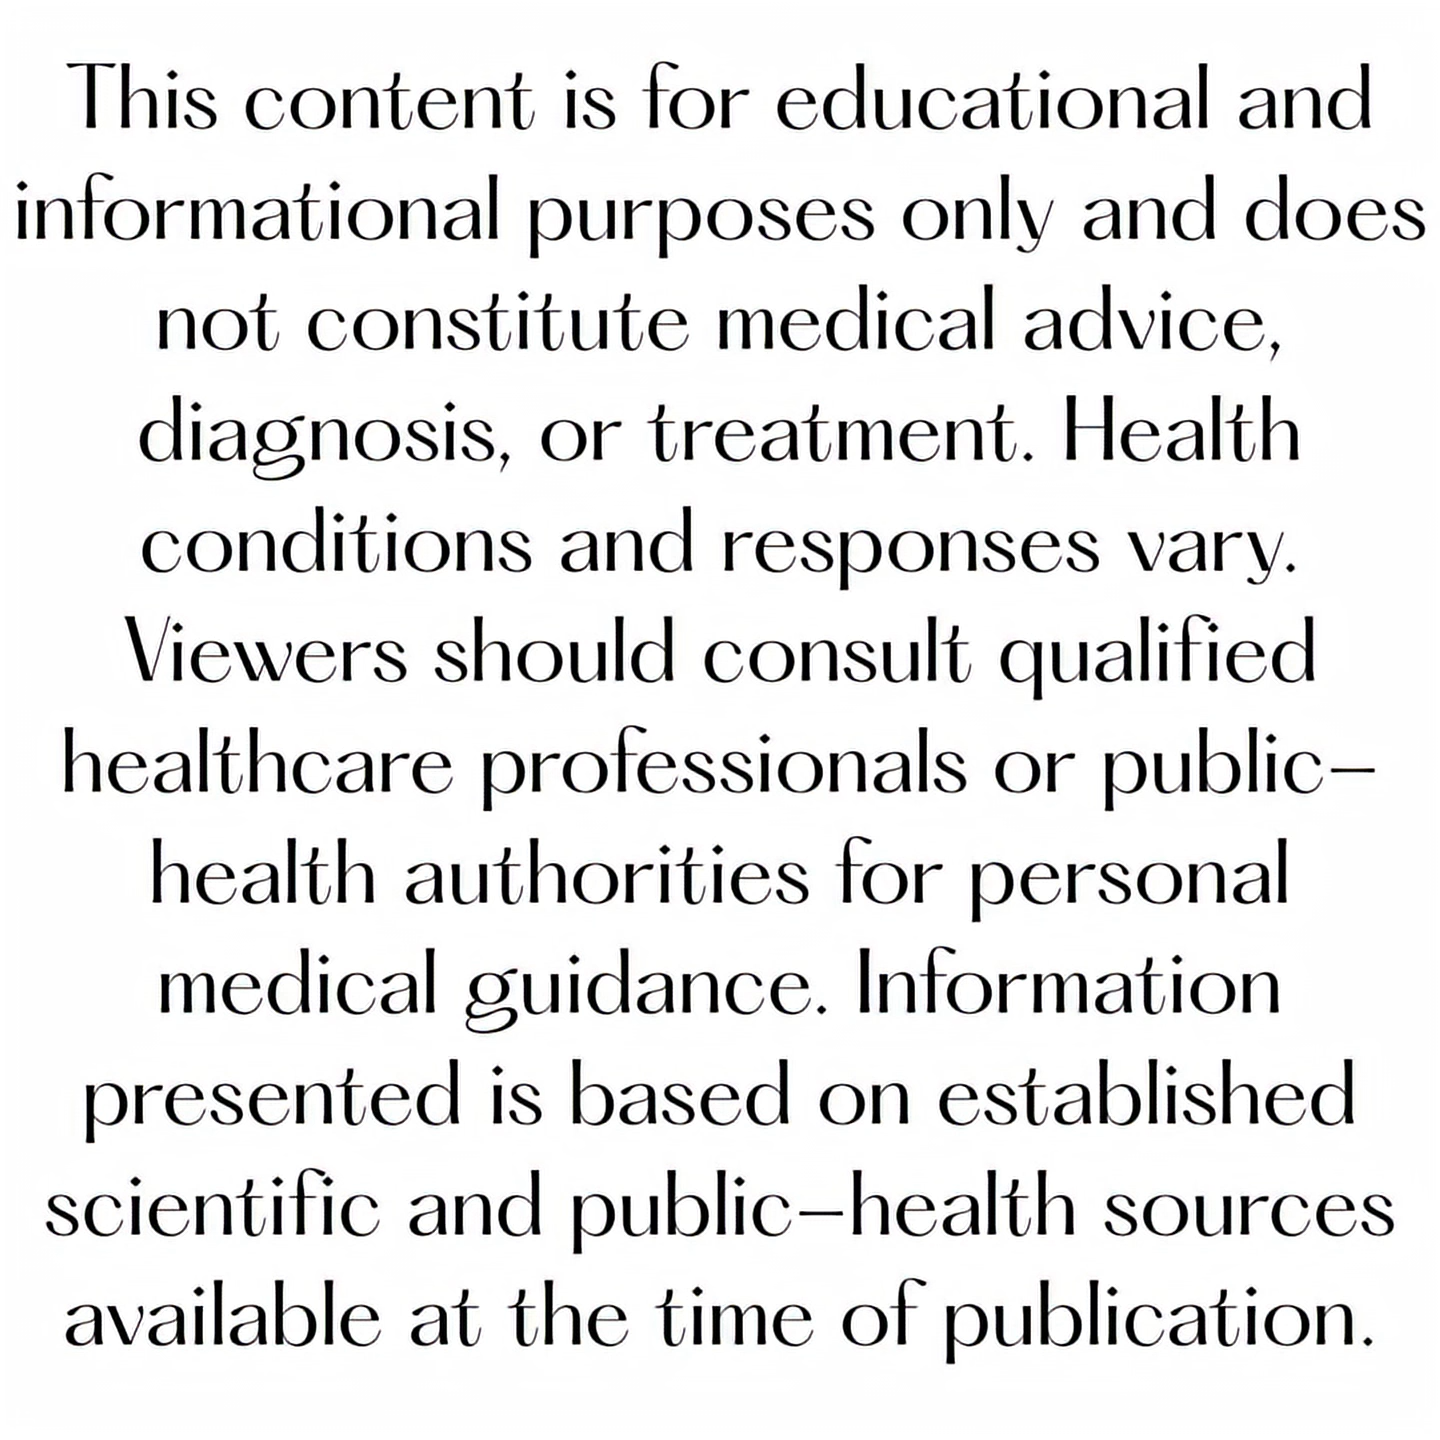 This content is for educational and
informational purposes only and does
not constitute medical advice,
diagnosis, or treatment. Health
conditions and responses vary.
Viewers should consult qualified
healthcare professionals or public-
health authorities for personal
medical guidance. Information
presented is based on established
scientific and public-health sources
available at the time of publication.